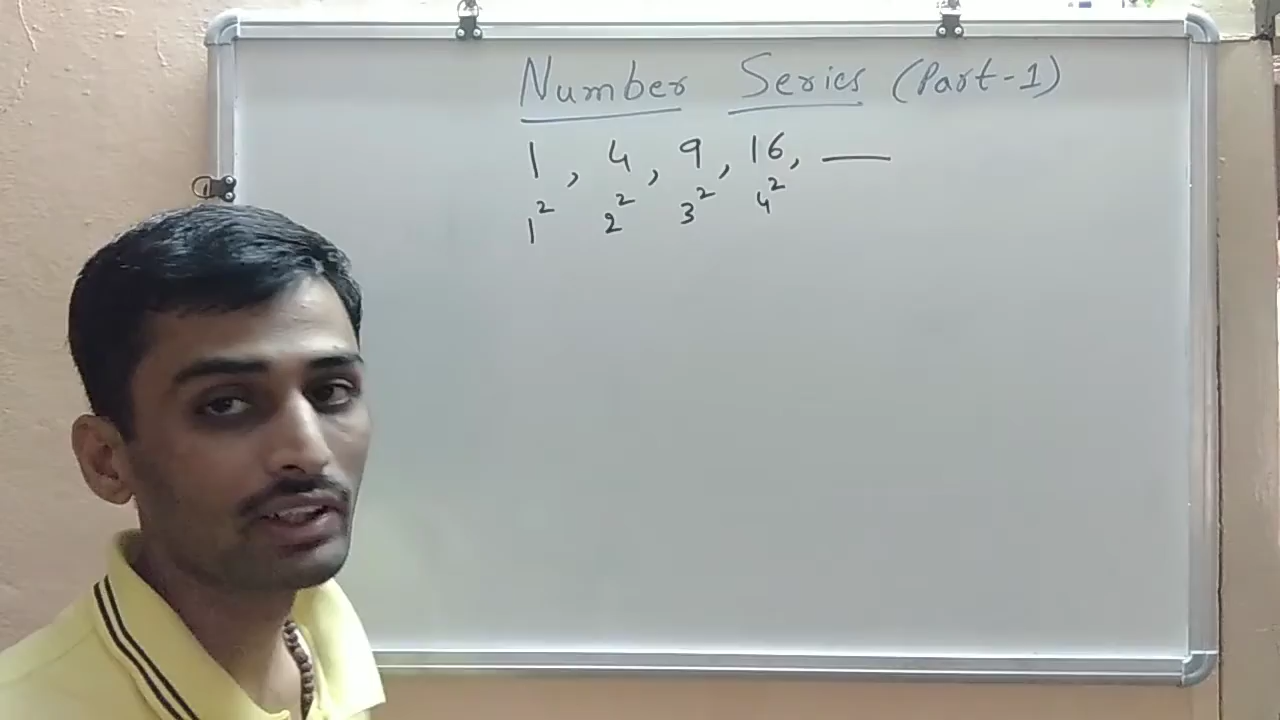 Number Series (Part-1)
1, 4, 9, 16, ___
1² 2² 3² 4²